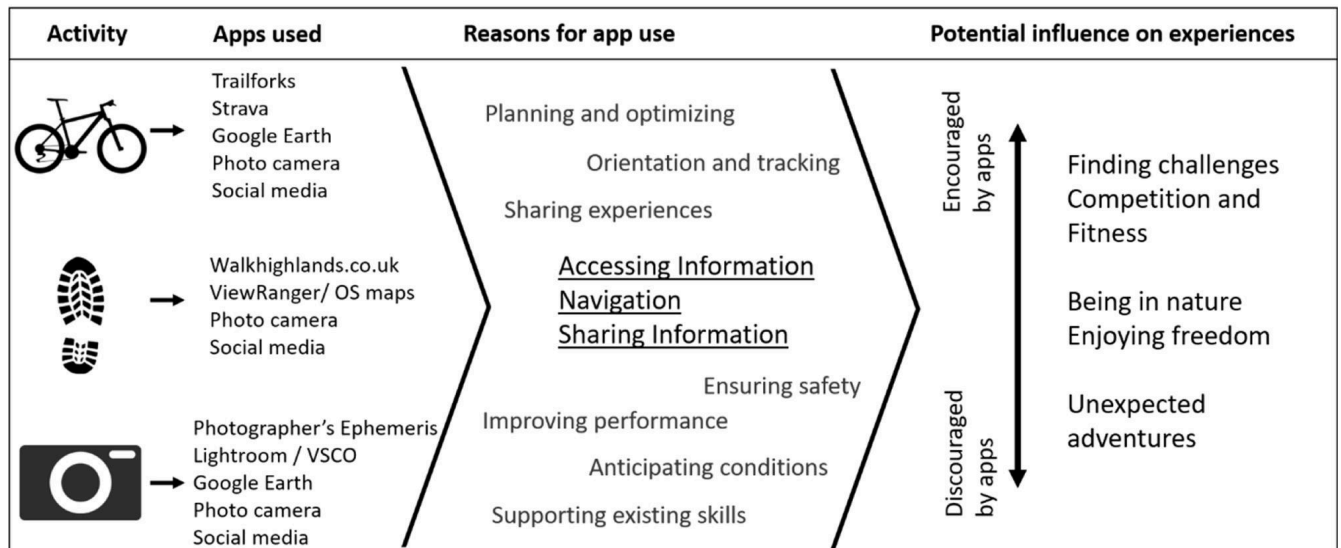 Activity
Apps used
Reasons for app use
Potential influence on experiences
Trailforks
Strava
Google Earth
Photo camera
Social media
Walkhighlands.co.uk
ViewRanger/ OS maps
Photo camera
Social media
Photographer's Ephemeris
Lightroom / VSCO
Google Earth
Photo camera
Social media
Planning and optimizing
Orientation and tracking
Sharing experiences
Accessing Information
Navigation
Sharing Information
Ensuring safety
Improving performance
Anticipating conditions
Supporting existing skills
Encouraged
by apps
Discouraged
by apps
Finding challenges
Competition and
Fitness
Being in nature
Enjoying freedom
Unexpected
adventures